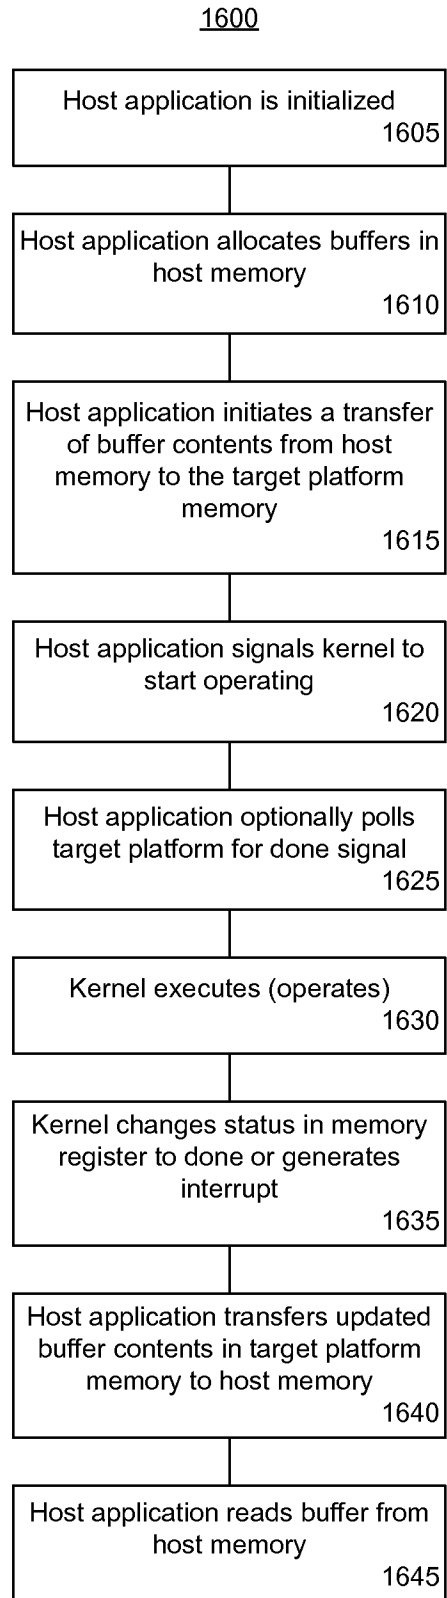 1600
Host application is initialized
1605
Host application allocates buffers in
host memory
1610
Host application initiates a transfer
of buffer contents from host
memory to the target platform
memory
1615
Host application signals kernel to
start operating
1620
Host application optionally polls
target platform for done signal
1625
Kernel executes (operates)
1630
Kernel changes status in memory
register to done or generates
interrupt
1635
Host application transfers updated
buffer contents in target platform
memory to host memory
1640
Host application reads buffer from
host memory
1645